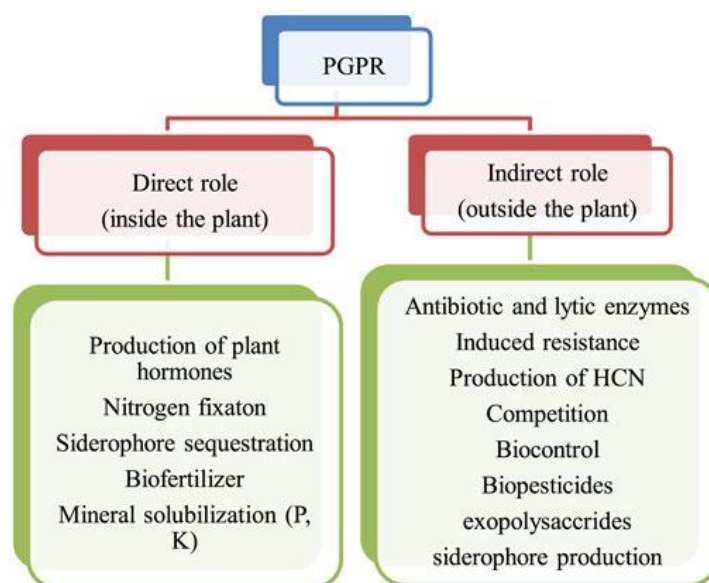 PGPR
Direct role
(inside the plant)
Indirect role
(outside the plant)
Production of plant
hormones
Nitrogen fixaton
Siderophore sequestration
Biofertilizer
Mineral solubilization (P,
K)
Antibiotic and lytic enzymes
Induced resistance
Production of HCN
Competition
Biocontrol
Biopesticides
exopolysaccrides
siderophore production